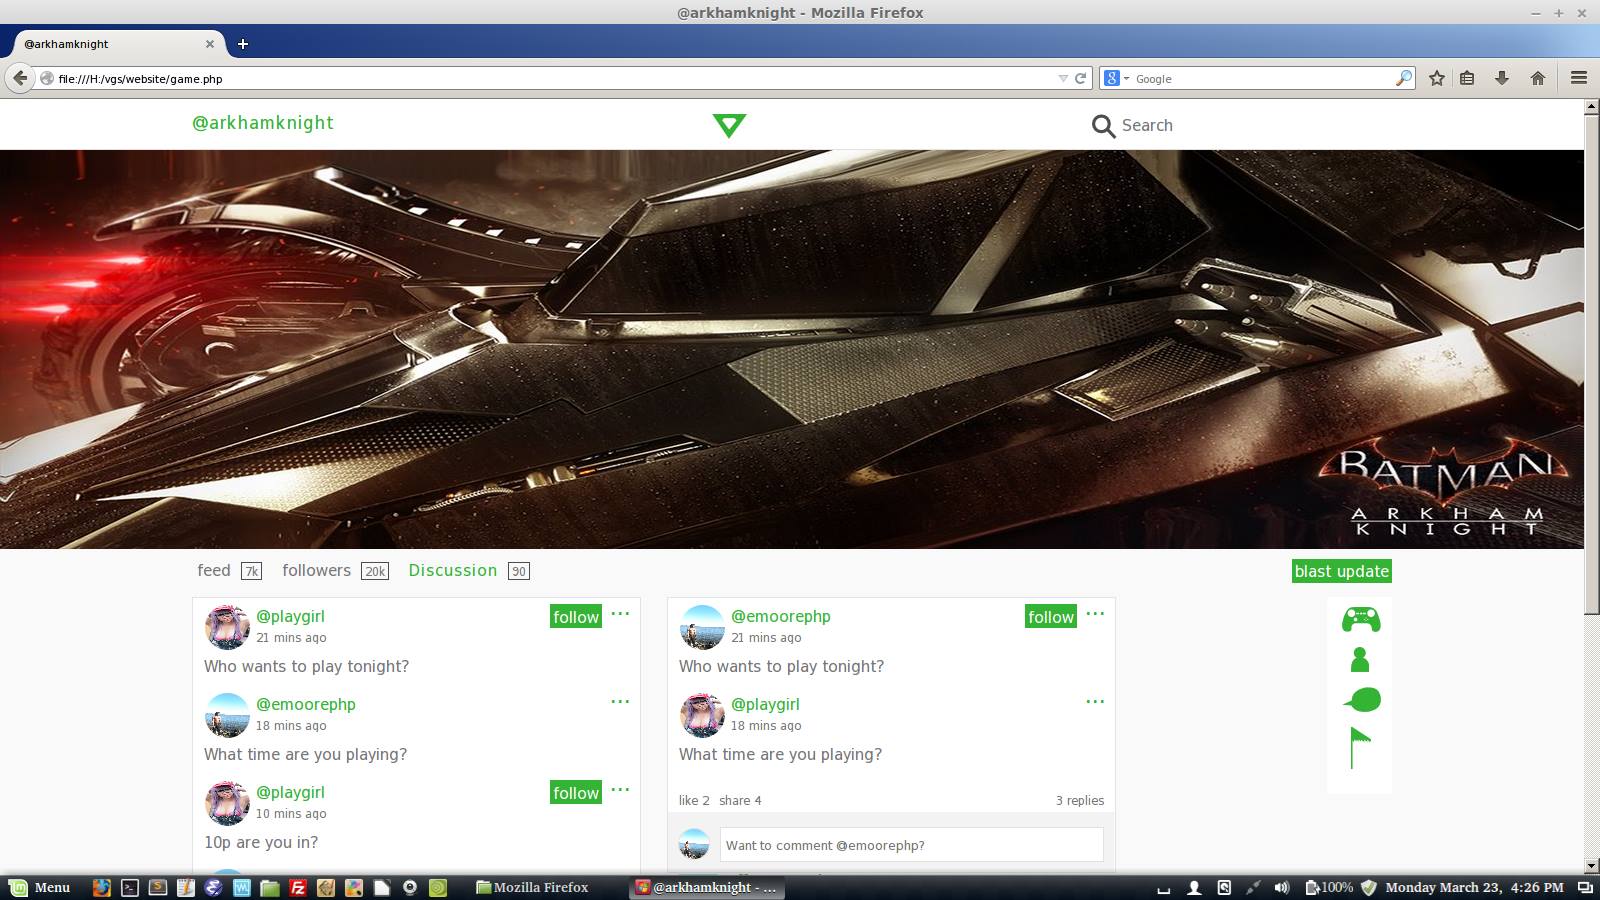 @arkhamknight - Mozilla Firefox
@arkhamknight
file:///H:/vgs/website/game.php
Google
@arkhamknight
Search
BATMAN
ARKHAM
KNIGHT
feed 7k followers 20k Discussion 90
blast update
@playgirl
follow ...
21 mins ago
Who wants to play tonight?
@emoorephp
...
18 mins ago
What time are you playing?
@playgirl
follow ...
10 mins ago
10p are you in?
@emoorephp
follow ...
21 mins ago
Who wants to play tonight?
@playgirl
...
18 mins ago
What time are you playing?
like 2 share 4
3 replies
Want to comment @emoorephp?
Menu
Mozilla Firefox
@arkhamknight - ...
100%
Monday March 23, 4:26 PM